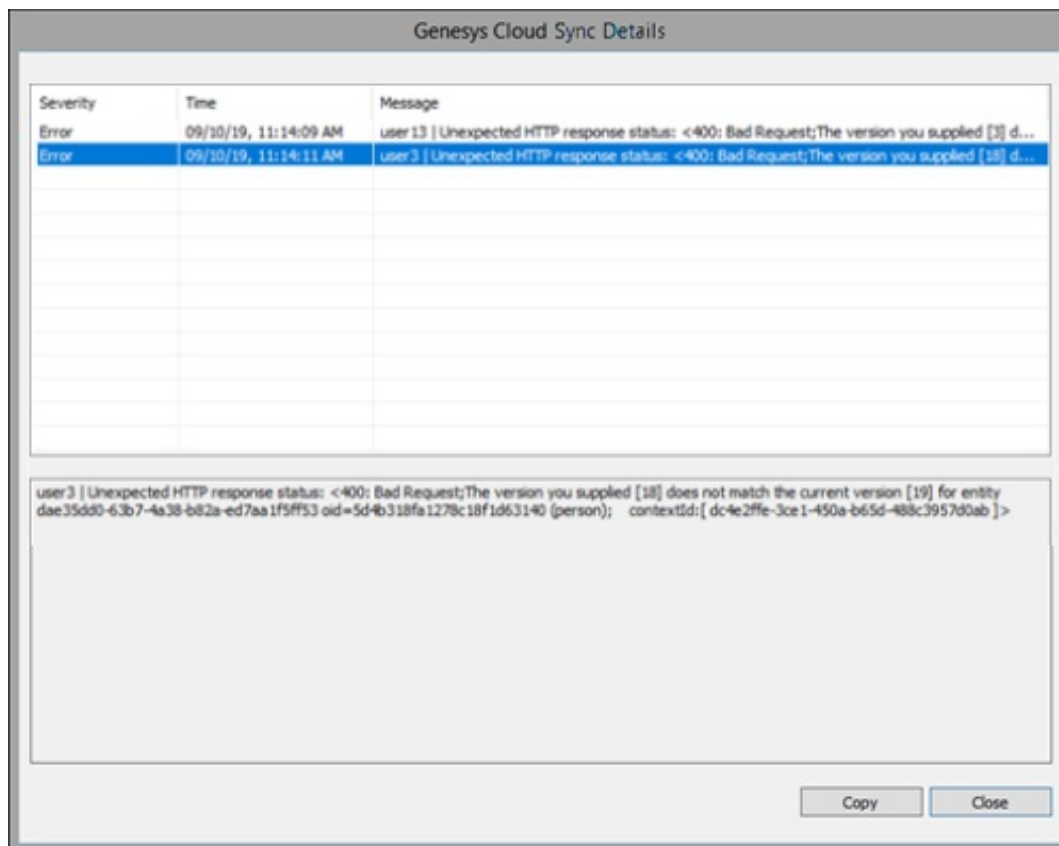 Genesys Cloud Sync Details
Severity Time Message
Error 09/10/19, 11:14:09 AM user13 | Unexpected HTTP response status: <400: Bad Request;The version you supplied [3] d...
Error 09/10/19, 11:14:11 AM user3 | Unexpected HTTP response status: <400: Bad Request;The version you supplied [18] d...
user3 | Unexpected HTTP response status: <400: Bad Request;The version you supplied [18] does not match the current version [19] for entity
dae35dd0-63b7-4a38-b82a-ed7aa1f5ff53 oid=5d4b318fa1278c18f1d63140 (person); contextId:[ dc4e2ffe-3ce1-450a-b65d-488c3957d0ab ]>
Copy Close